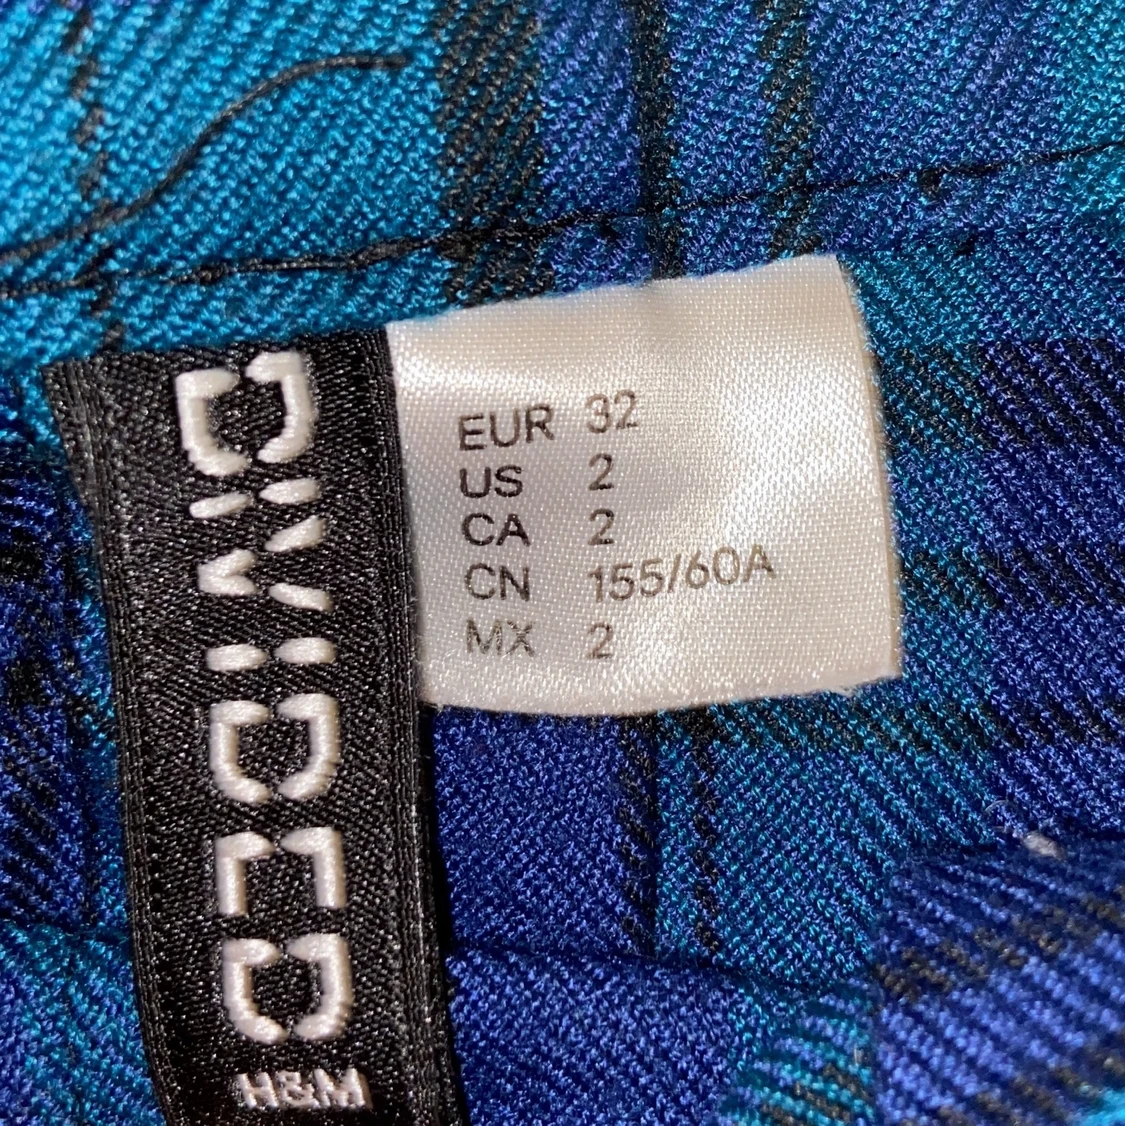 DIVIDED
H&M
EUR 32
US 2
CA 2
CN 155/60A
MX 2